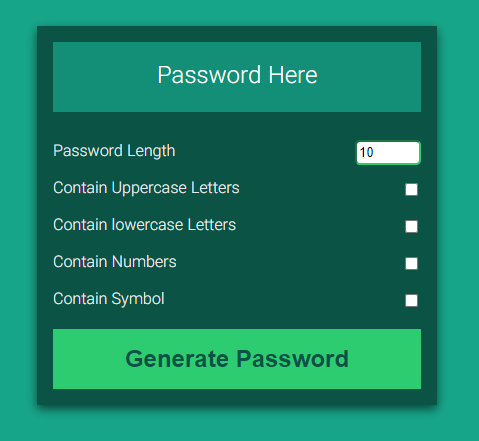 Password Here
Password Length 10
Contain Uppercase Letters
Contain lowercase Letters
Contain Numbers
Contain Symbol
Generate Password